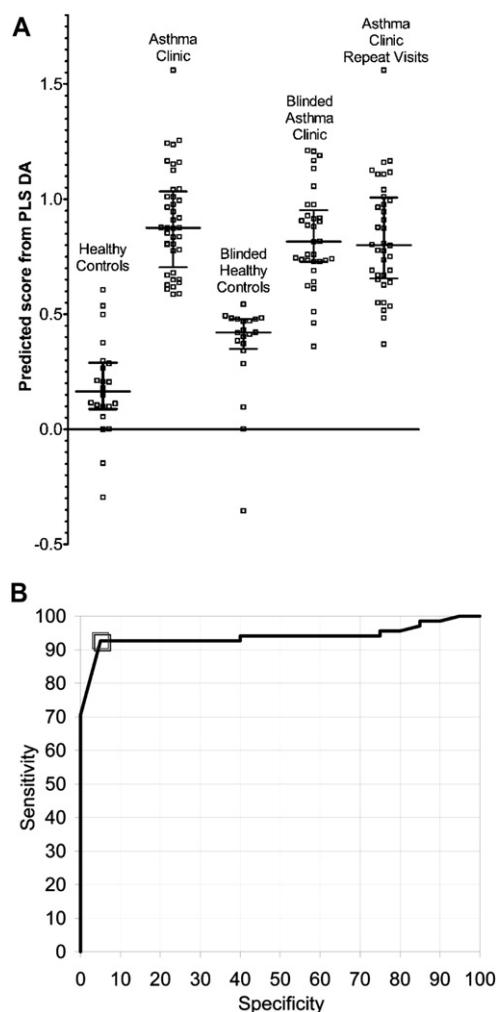 A
Asthma
Clinic
Asthma
Clinic
Repeat Visits
Blinded
Asthma
Clinic
Healthy
Controls
Blinded
Healthy
Controls
Predicted score from PLS DA
1.5
1.0
0.5
0.0
-0.5
B
100
90
80
70
60
50
40
30
20
10
0
Sensitivity
0 10 20 30 40 50 60 70 80 90 100
Specificity